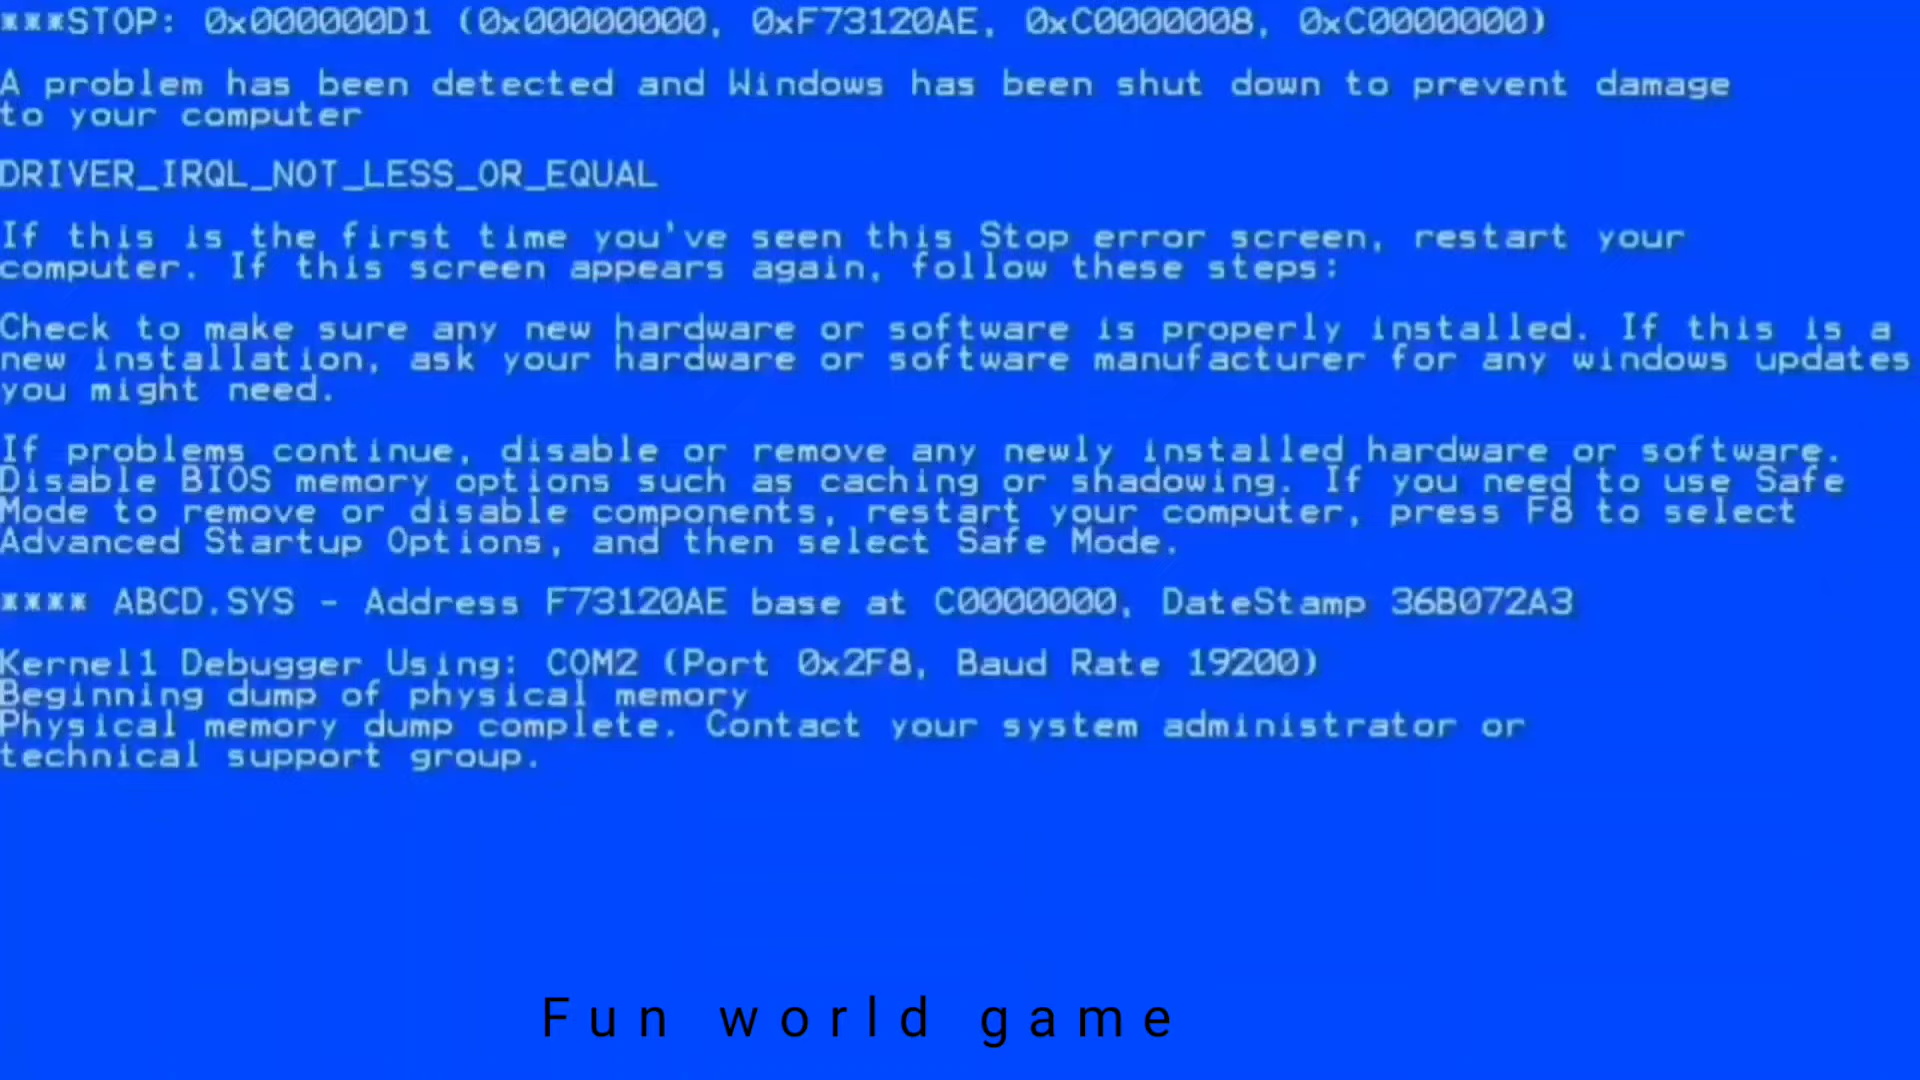 ***STOP: 0x000000D1 (0x00000000, 0xF73120AE, 0xC0000008, 0xC0000000)
A problem has been detected and Windows has been shut down to prevent damage
to your computer
DRIVER_IRQL_NOT_LESS_OR_EQUAL
If this is the first time you've seen this Stop error screen, restart your
computer. If this screen appears again, follow these steps:
Check to make sure any new hardware or software is properly installed. If this is a
new installation, ask your hardware or software manufacturer for any windows updates
you might need.
If problems continue, disable or remove any newly installed hardware or software.
Disable BIOS memory options such as caching or shadowing. If you need to use Safe
Mode to remove or disable components, restart your computer, press F8 to select
Advanced Startup Options, and then select Safe Mode.
**** ABCD.SYS - Address F73120AE base at C0000000, DateStamp 36B072A3
Kernel1 Debugger Using: COM2 (Port 0x2F8, Baud Rate 19200)
Beginning dump of physical memory
Physical memory dump complete. Contact your system administrator or
technical support group.
Fun world game